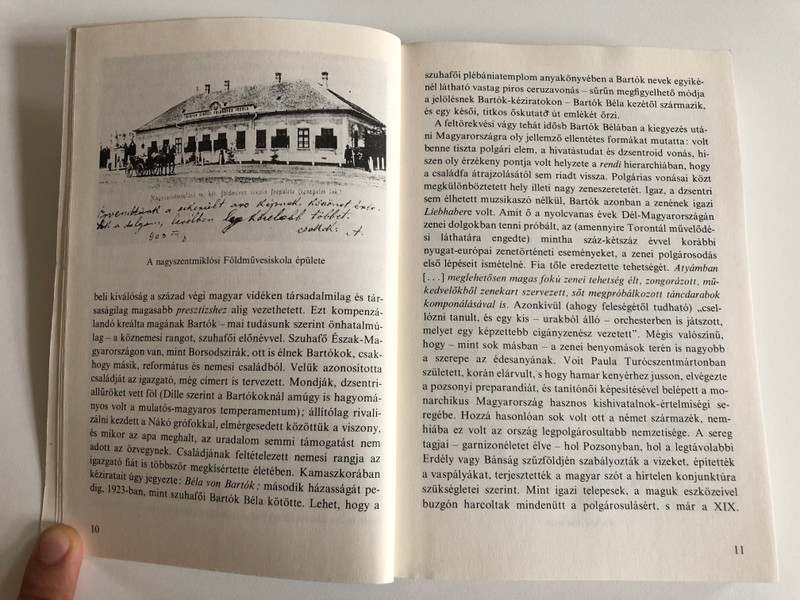 Nagyszentmiklósi m. kir. földmives iskola főépülete
A nagyszentmiklósi Földművesiskola épülete
beli kiválóság a század végi magyar vidéken társadalmilag és tár-
saságilag magasabb presztizshez alig vezethetett. Ezt kompenzá-
landó kreálta magának Bartók – mai tudásunk szerint önhatalmú-
lag – a köznemesi rangot, szuhafői előnévvel. Szuhafő Észak-Ma-
gyarországon van, mint Borsodszirák, ott is élnek Bartókok, csak-
hogy másik, református és nemesi családból. Velük azonosította
családját az igazgató, még címert is tervezett. Mondják, dzsentri-
allűröket vett föl (Dille szerint a Bartókoknál amúgy is hagyomá-
nyos volt a mulatós-magyaros temperamentum); állítólag rivali-
zálni kezdett a Nákó grófokkal, elmérgesedett közöttük a viszony,
és mikor az apa meghalt, az uradalom semmi támogatást nem
adott az özvegynek. Családjának feltételezett nemesi rangja az
igazgató fiát is többször megkísértette életében. Kamaszkorában
kéziratait úgy jegyezte: Béla von Bartók; második házasságát pe-
dig, 1923-ban, mint szuhafői Bartók Béla kötötte. Lehet, hogy a
10
szuhafői plébániatemplom anyakönyvében a Bartók nevek egyiké-
nél látható vastag piros ceruzavonás – sűrűn megfigyelhető módja
a jelölésnek Bartók-kéziratokon – Bartók Béla kezétől származik,
és egy késői, titkos őskutató út emlékét őrzi.
A feltörekvési vágy tehát idősb Bartók Bélában a kiegyezés utá-
ni Magyarországra oly jellemző ellentétes formákat mutatta: volt
benne tiszta polgári elem, a hivatástudat és dzsentroid vonás, hi-
szen oly érzékeny pontja volt helyzete a rendi hierarchiában, hogy
a családfa átrajzolásától sem riadt vissza. Polgárias vonásai közt
megkülönböztetett hely illeti nagy zeneszeretetét. Igaz, a dzsentri
sem élhetett muzsikaszó nélkül, Bartók azonban a zenének igazi
Liebhabere volt. Amit ő a nyolcvanas évek Dél-Magyarországán
zenei dolgokban tenni próbált, az (amennyire Torontál művelődé-
si láthatára engedte) mintha száz-kétszáz évvel korábbi
nyugat-európai zenetörténeti eseményeket, a zenei polgárosodás
első lépéseit ismételné. Fia tőle eredeztette tehetségét. Atyámban
[...] meglehetősen magas fokú zenei tehetség élt, zongorázott, mű-
kedvelőkből zenekart szervezett, sőt megpróbálkozott táncdarabok
komponálásával is. Azonkívül (ahogy feleségétől tudható) „csel-
lózni tanult, és egy kis – urakból álló – orchesterben is játszott,
melyet egy képzettebb cigányzenész vezetett". Mégis valószínű,
hogy – mint sok másban – a zenei benyomások terén is nagyobb
a szerepe az édesanyának. Voit Paula Turócszentmártonban
született, korán elárvult, s hogy hamar kenyérhez jusson, elvégezte
a pozsonyi preparandiát, és tanítónői képesítésével belépett a mo-
narchikus Magyarország hasznos kishivatalnok-értelmiségi se-
regébe. Hozzá hasonlóan sok volt ott a német származék, nem-
hiába ez volt az ország legpolgárosultabb nemzetisége. A sereg
tagjai – garnizonéletet élve – hol Pozsonyban, hol a legtávolabbi
Erdély vagy Bánság szűzföldjén szabályozták a vizeket, építették
a vaspályákat, terjesztették a magyar szót a hirtelen konjunktúra
szükségletei szerint. Mint igazi telepesek, a maguk eszközeivel
buzgón harcoltak mindenütt a polgárosulásért, s már a XIX.
11